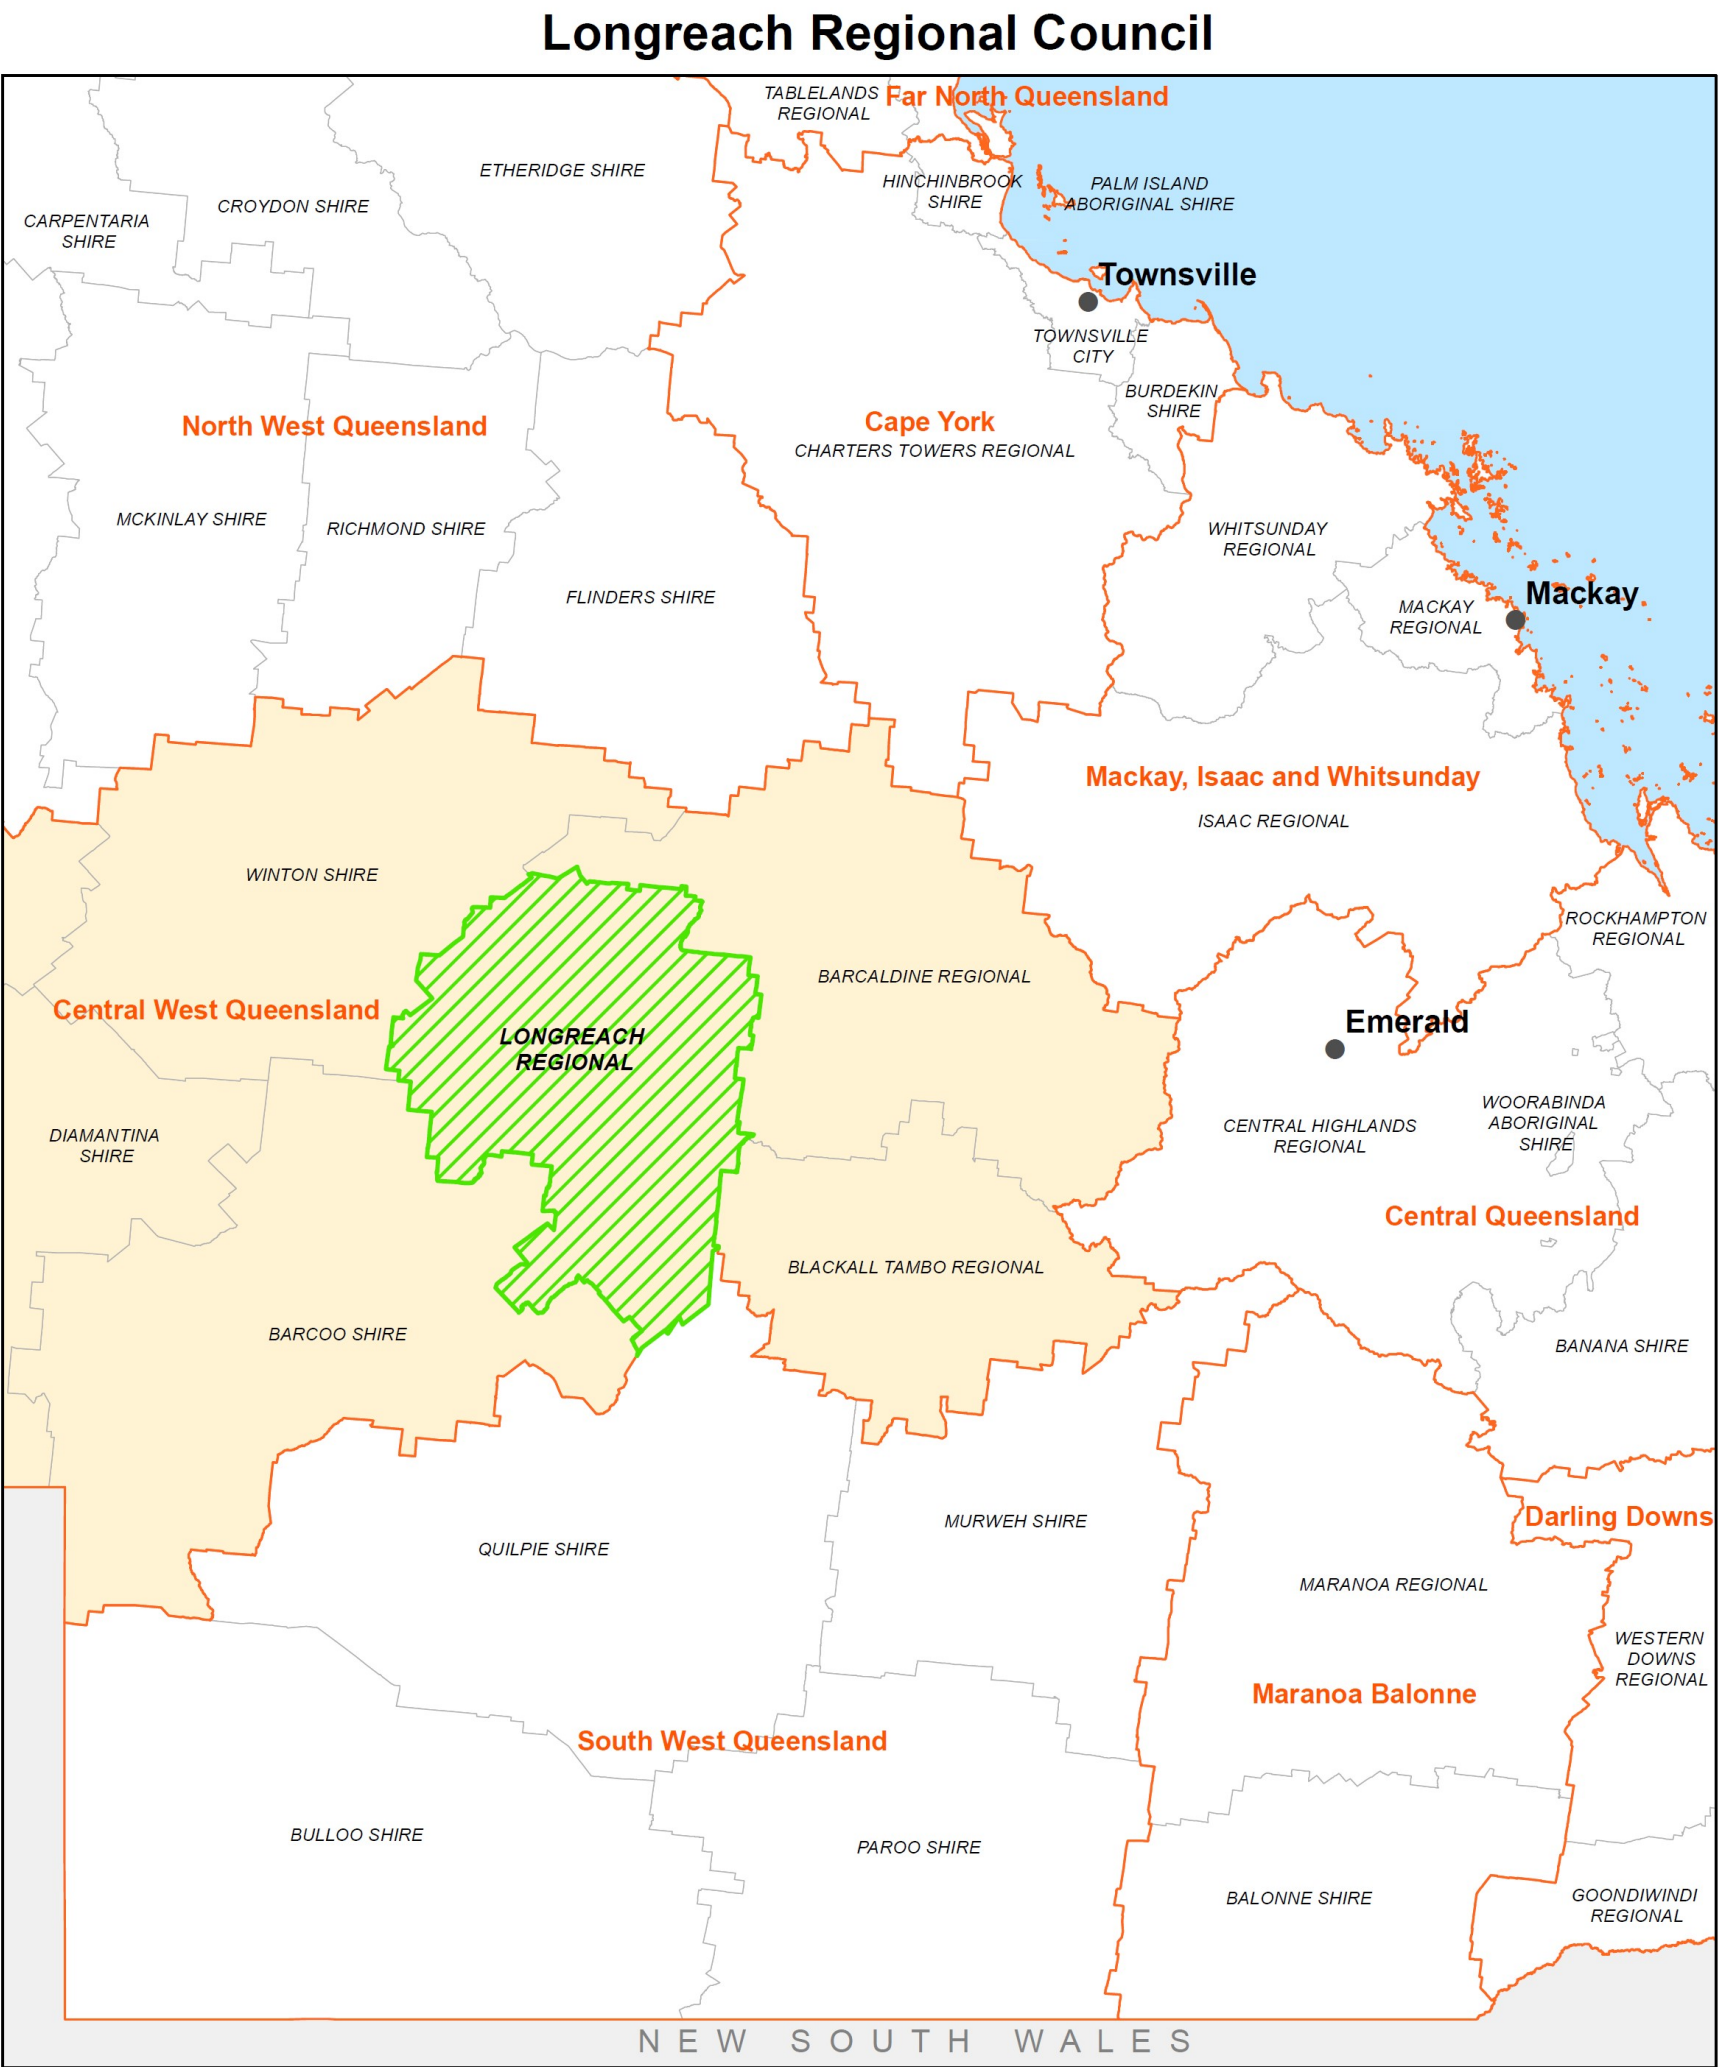 Longreach Regional Council
TABLELANDS
REGIONAL
Far North Queensland
ETHERIDGE SHIRE
HINCHINBROOK
SHIRE
PALM ISLAND
ABORIGINAL SHIRE
CROYDON SHIRE
CARPENTARIA
SHIRE
Townsville
TOWNSVILLE
CITY
BURDEKIN
SHIRE
North West Queensland
Cape York
CHARTERS TOWERS REGIONAL
MCKINLAY SHIRE
RICHMOND SHIRE
WHITSUNDAY
REGIONAL
FLINDERS SHIRE
Mackay
MACKAY
REGIONAL
Mackay, Isaac and Whitsunday
ISAAC REGIONAL
WINTON SHIRE
ROCKHAMPTON
REGIONAL
BARCALDINE REGIONAL
Central West Queensland
Emerald
LONGREACH
REGIONAL
DIAMANTINA
SHIRE
CENTRAL HIGHLANDS
REGIONAL
WOORABINDA
ABORIGINAL
SHIRE
Central Queensland
BLACKALL TAMBO REGIONAL
BARCOO SHIRE
BANANA SHIRE
Darling Downs
MURWEH SHIRE
QUILPIE SHIRE
MARANOA REGIONAL
WESTERN
DOWNS
REGIONAL
Maranoa Balonne
South West Queensland
BULLOO SHIRE
PAROO SHIRE
BALONNE SHIRE
GOONDIWINDI
REGIONAL
NEW SOUTH WALES